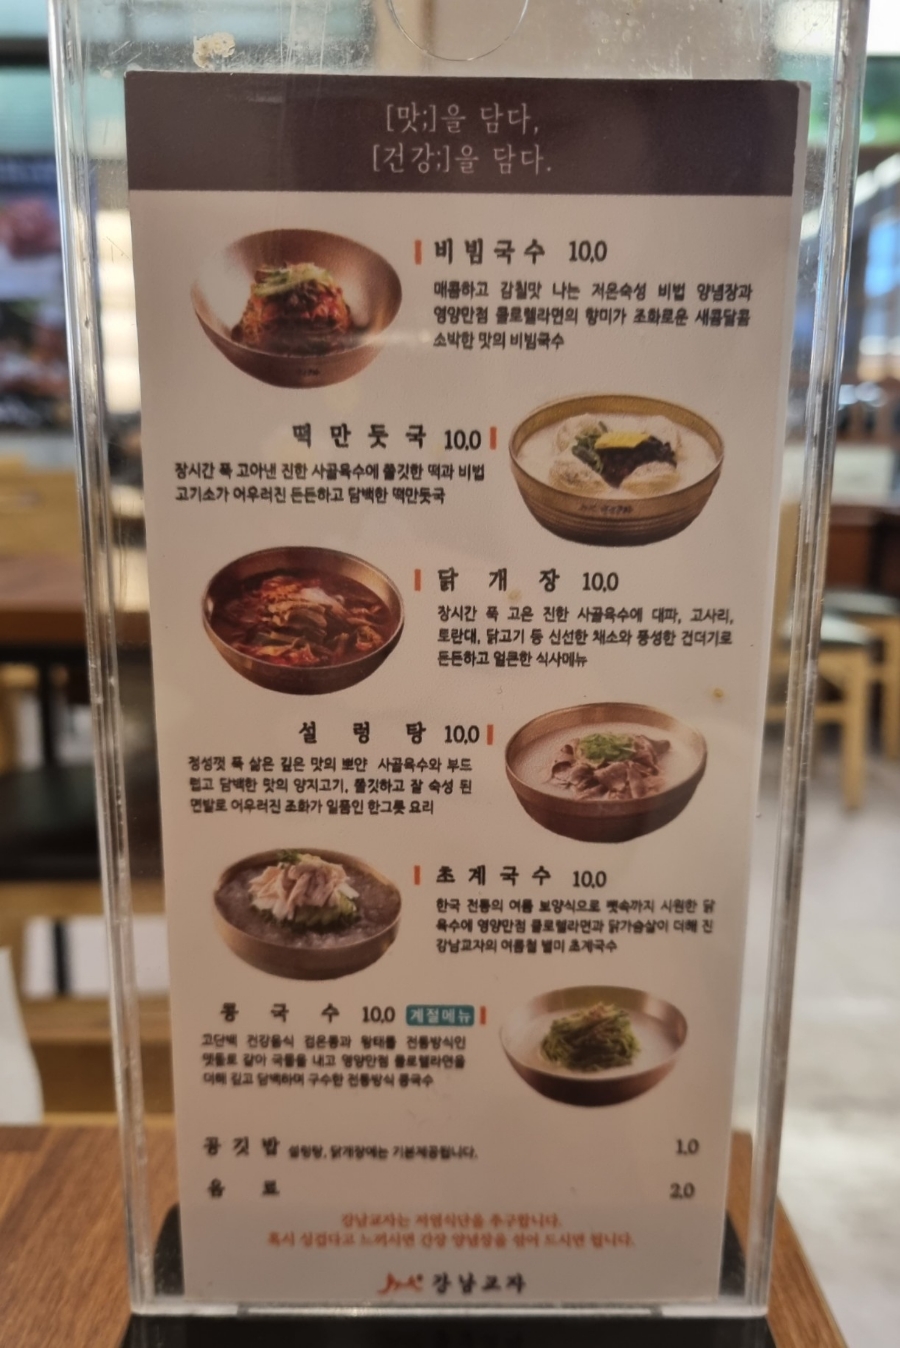 [맛;]을 담다,
[건강;]을 담다.
비빔국수 10.0
매콤하고 감칠맛 나는 저온숙성 비법 양념장과
영양만점 클로렐라면의 향미가 조화로운 새콤달콤
소박한 맛의 비빔국수
떡만둣국 10.0
장시간 푹 고아낸 진한 사골육수에 쫄깃한 떡과 비법
고기소가 어우러진 든든하고 담백한 떡만둣국
닭개장 10.0
장시간 푹 고은 진한 사골육수에 대파, 고사리,
토란대, 닭고기 등 신선한 채소와 풍성한 건더기로
든든하고 얼큰한 식사메뉴
설렁탕 10.0
정성껏 푹 삶은 깊은 맛의 뽀얀 사골육수와 부드
럽고 담백한 맛의 양지고기, 쫄깃하고 잘 숙성 된
면발로 어우러진 조화가 일품인 한그릇 요리
초계국수 10.0
한국 전통의 여름 보양식으로 뼛속까지 시원한 닭
육수에 영양만점 클로렐라면과 닭가슴살이 더해 진
강남교자의 여름철 별미 초계국수
콩국수 10.0 계절메뉴
고단백 건강음식 검은콩과 황태를 전통방식인
맷돌로 갈아 국물을 내고 영양만점 클로렐라면을
더해 깊고 담백하며 구수한 전통방식 콩국수
공깃밥 설렁탕, 닭개장에는 기본제공됩니다. 1.0
음료 2.0
강남교자는 저염식단을 추구합니다.
혹시 싱겁다고 느끼시면 간장 양념장을 섞어 드시면 됩니다.
강남교자